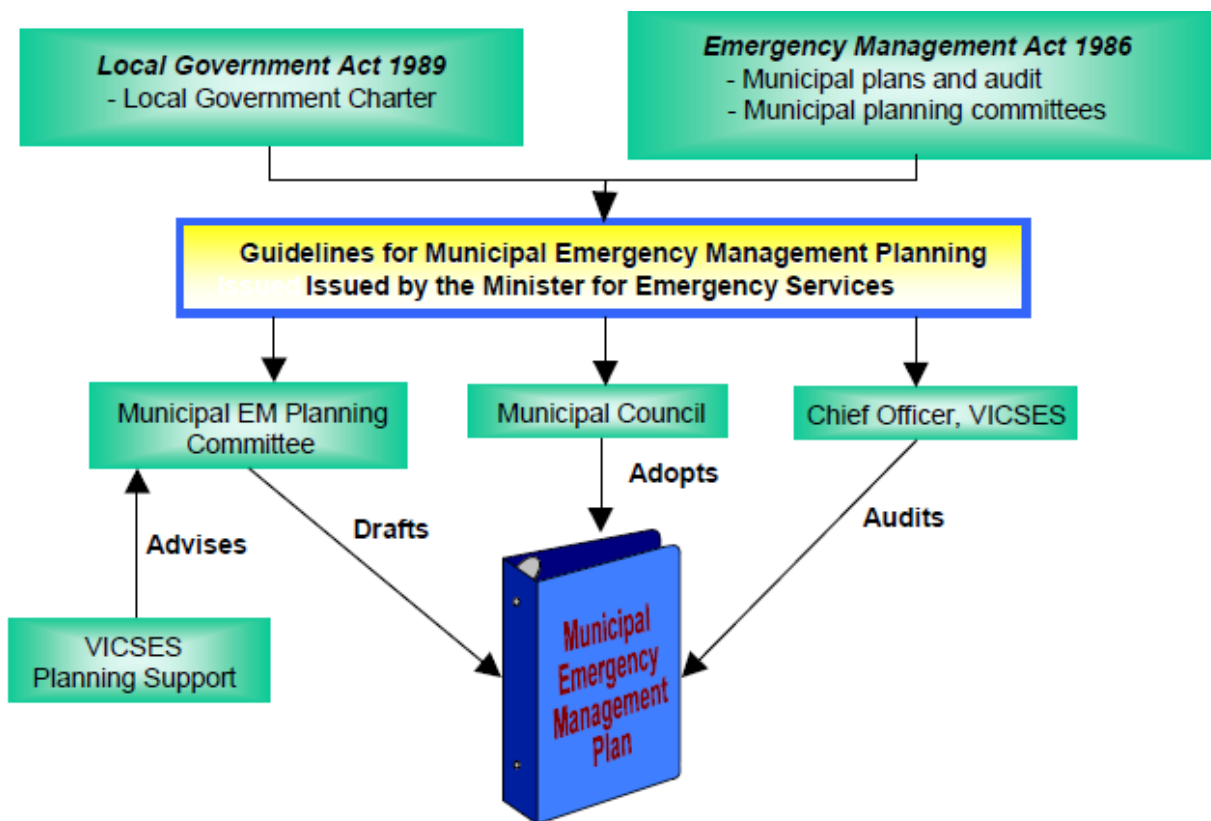 Local Government Act 1989
- Local Government Charter
Emergency Management Act 1986
- Municipal plans and audit
- Municipal planning committees
Guidelines for Municipal Emergency Management Planning
Issued by the Minister for Emergency Services
Municipal EM Planning
Committee
Municipal Council
Chief Officer, VICSES
Adopts
Drafts
Audits
Advises
VICSES
Planning Support
Municipal
Emergency
Management
Plan